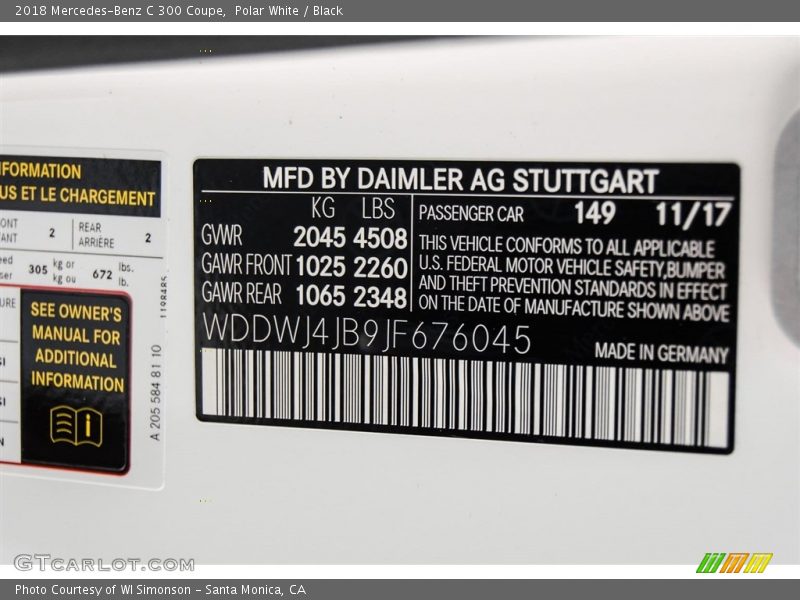 2018 Mercedes-Benz C 300 Coupe, Polar White / Black
FORMATION
US ET LE CHARGEMENT
2
REAR
ARRIÈRE
2
305
kg or
kg ou
672
lbs.
lb.
SEE OWNER'S
MANUAL FOR
ADDITIONAL
INFORMATION
A 205 584 81 10
1198485
MFD BY DAIMLER AG STUTTGART
KG LBS
GVWR 2045 4508
GAWR FRONT 1025 2260
GAWR REAR 1065 2348
PASSENGER CAR 149 11/17
THIS VEHICLE CONFORMS TO ALL APPLICABLE
U.S. FEDERAL MOTOR VEHICLE SAFETY,BUMPER
AND THEFT PREVENTION STANDARDS IN EFFECT
ON THE DATE OF MANUFACTURE SHOWN ABOVE
WDDWJ4JB9JF676045
MADE IN GERMANY
GTCARLOT.COM
Photo Courtesy of WI Simonson - Santa Monica, CA